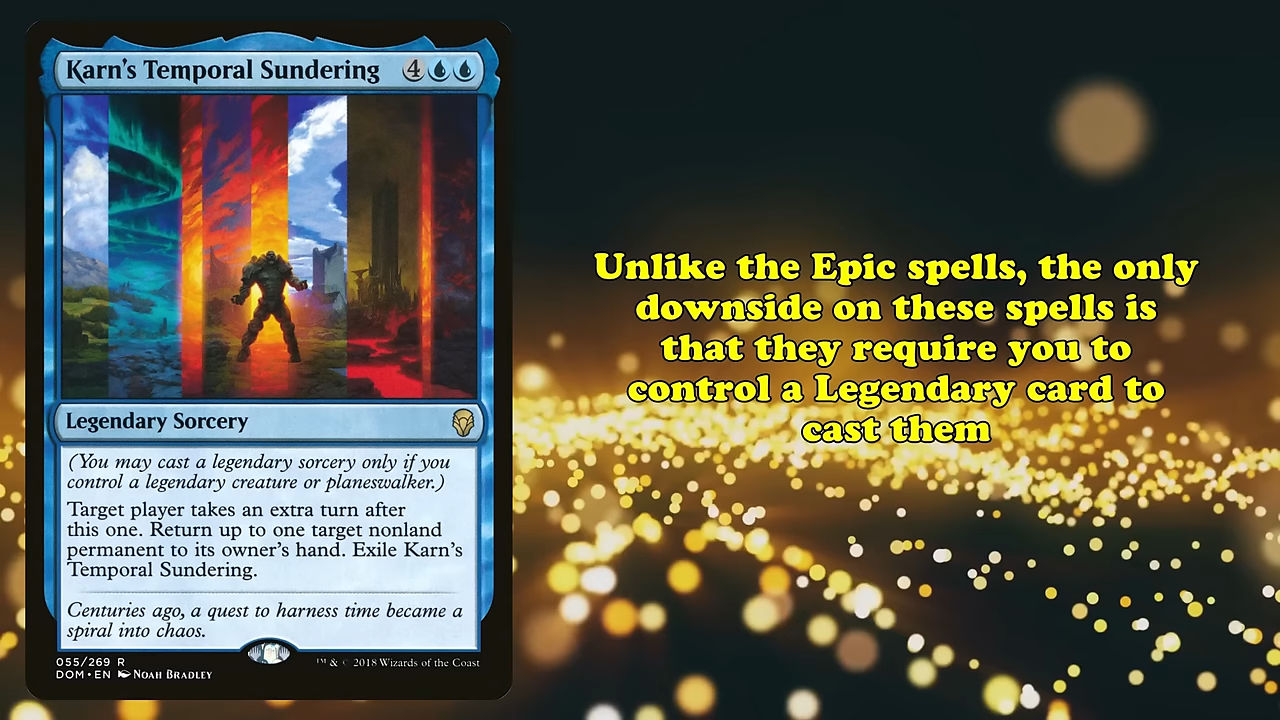 Karn's Temporal Sundering 4
Legendary Sorcery
(You may cast a legendary sorcery only if you
control a legendary creature or planeswalker.)
Target player takes an extra turn after
this one. Return up to one target nonland
permanent to its owner's hand. Exile Karn's
Temporal Sundering.
Centuries ago, a quest to harness time became a
spiral into chaos.
055/269 R
DOM • EN Noah Bradley
™ & © 2018 Wizards of the Coast
Unlike the Epic spells, the only
downside on these spells is
that they require you to
control a Legendary card to
cast them